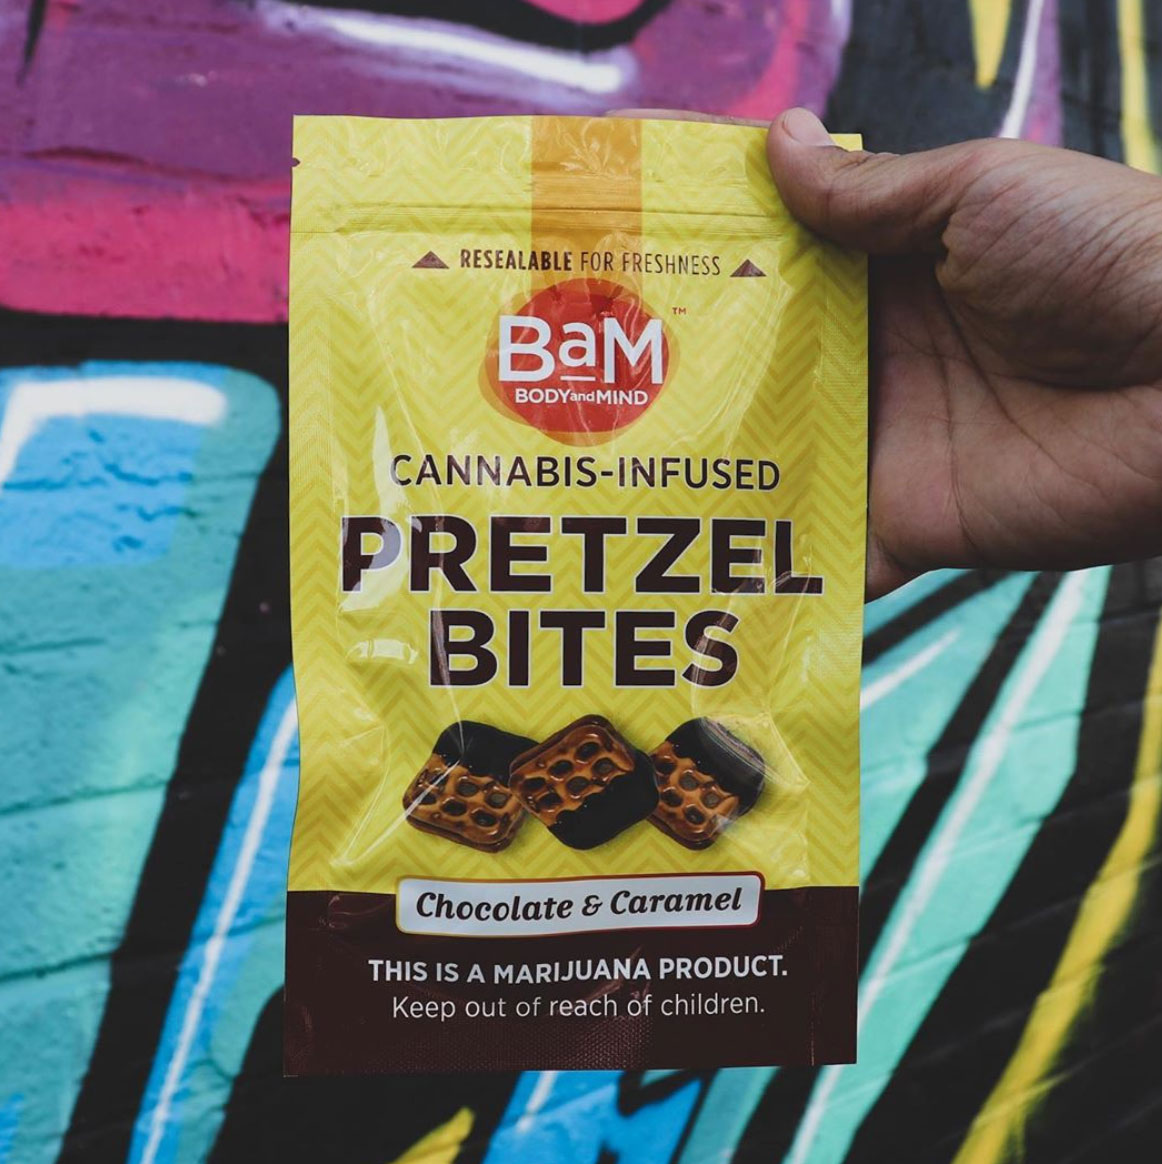 RESEALABLE FOR FRESHNESS
BaM™
BODYandMIND
CANNABIS-INFUSED
PRETZEL
BITES
Chocolate & Caramel
THIS IS A MARIJUANA PRODUCT.
Keep out of reach of children.